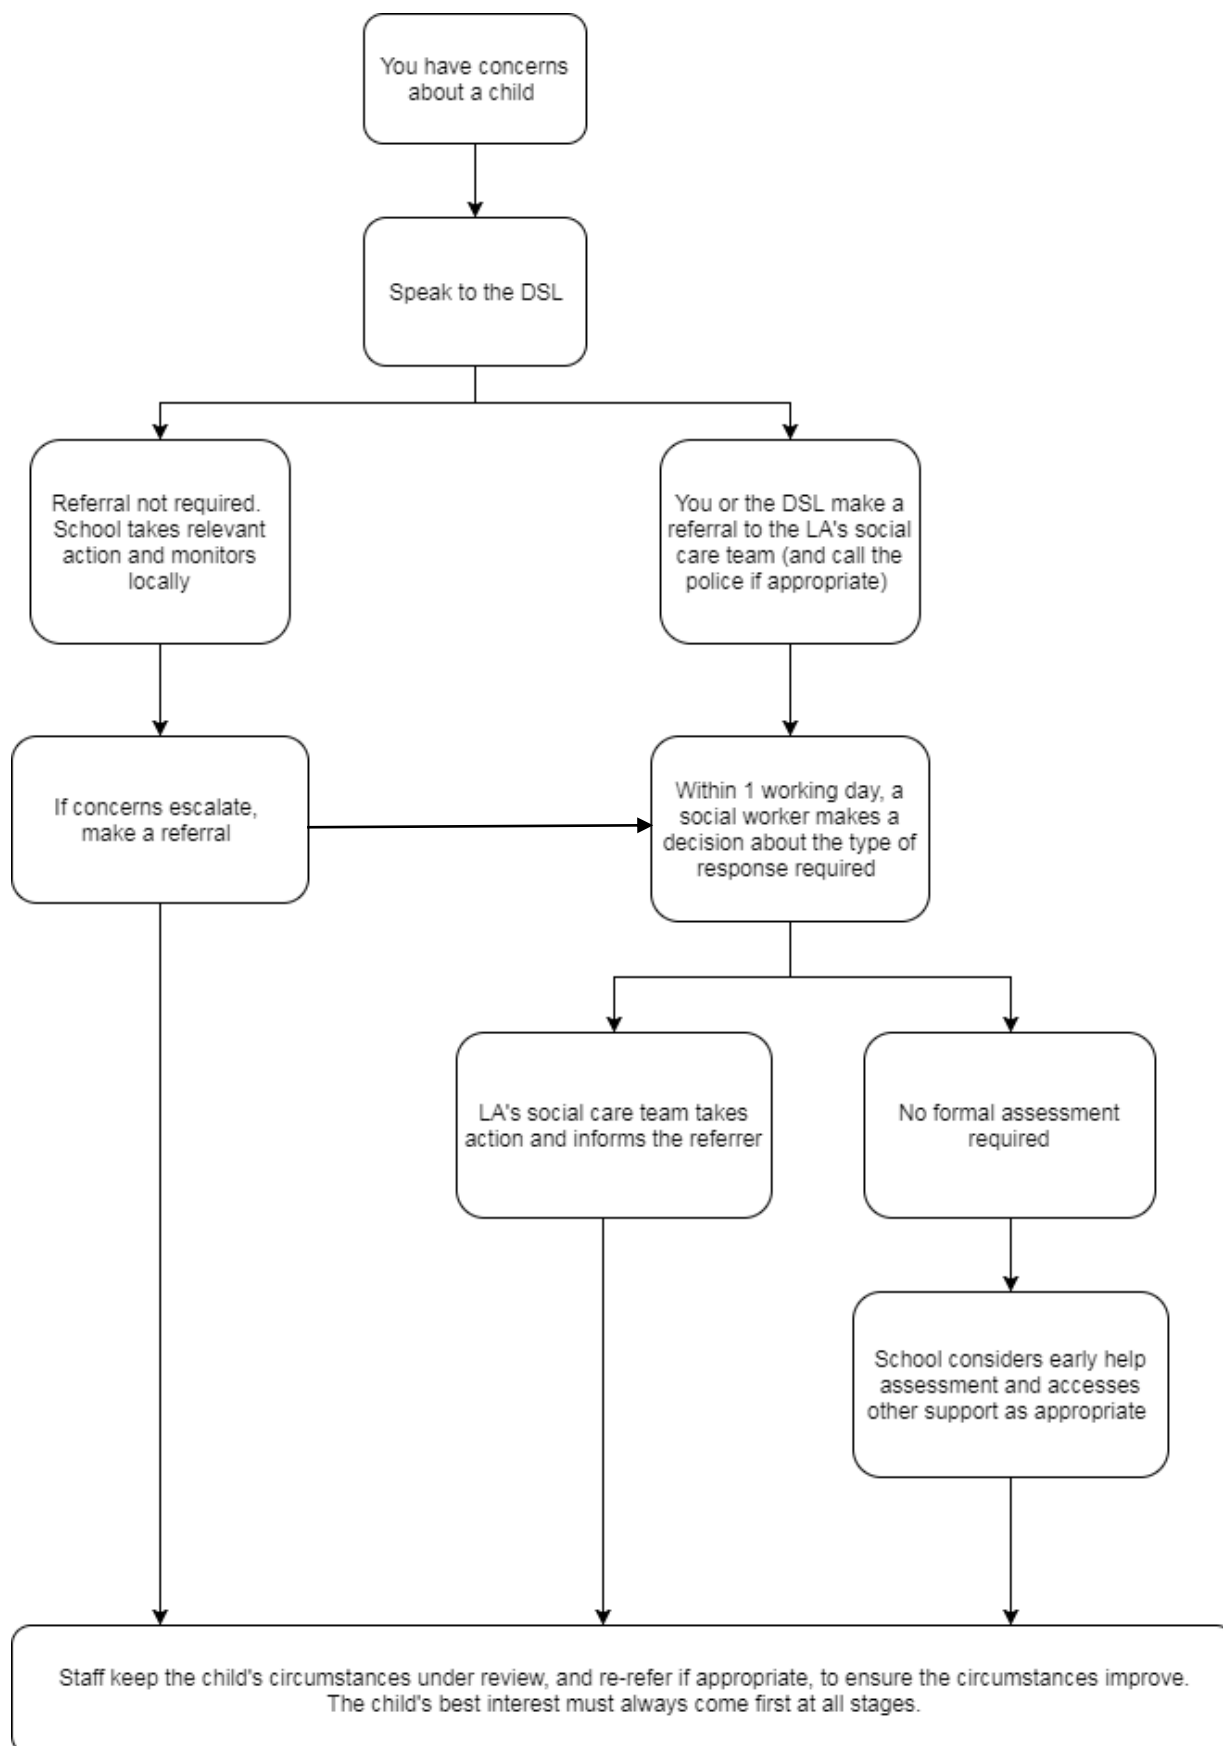 You have concerns
about a child
Speak to the DSL
Referral not required.
School takes relevant
action and monitors
locally
You or the DSL make a
referral to the LA's social
care team (and call the
police if appropriate)
If concerns escalate,
make a referral
Within 1 working day, a
social worker makes a
decision about the type of
response required
LA's social care team takes
action and informs the referrer
No formal assessment
required
School considers early help
assessment and accesses
other support as appropriate
Staff keep the child's circumstances under review, and re-refer if appropriate, to ensure the circumstances improve.
The child's best interest must always come first at all stages.